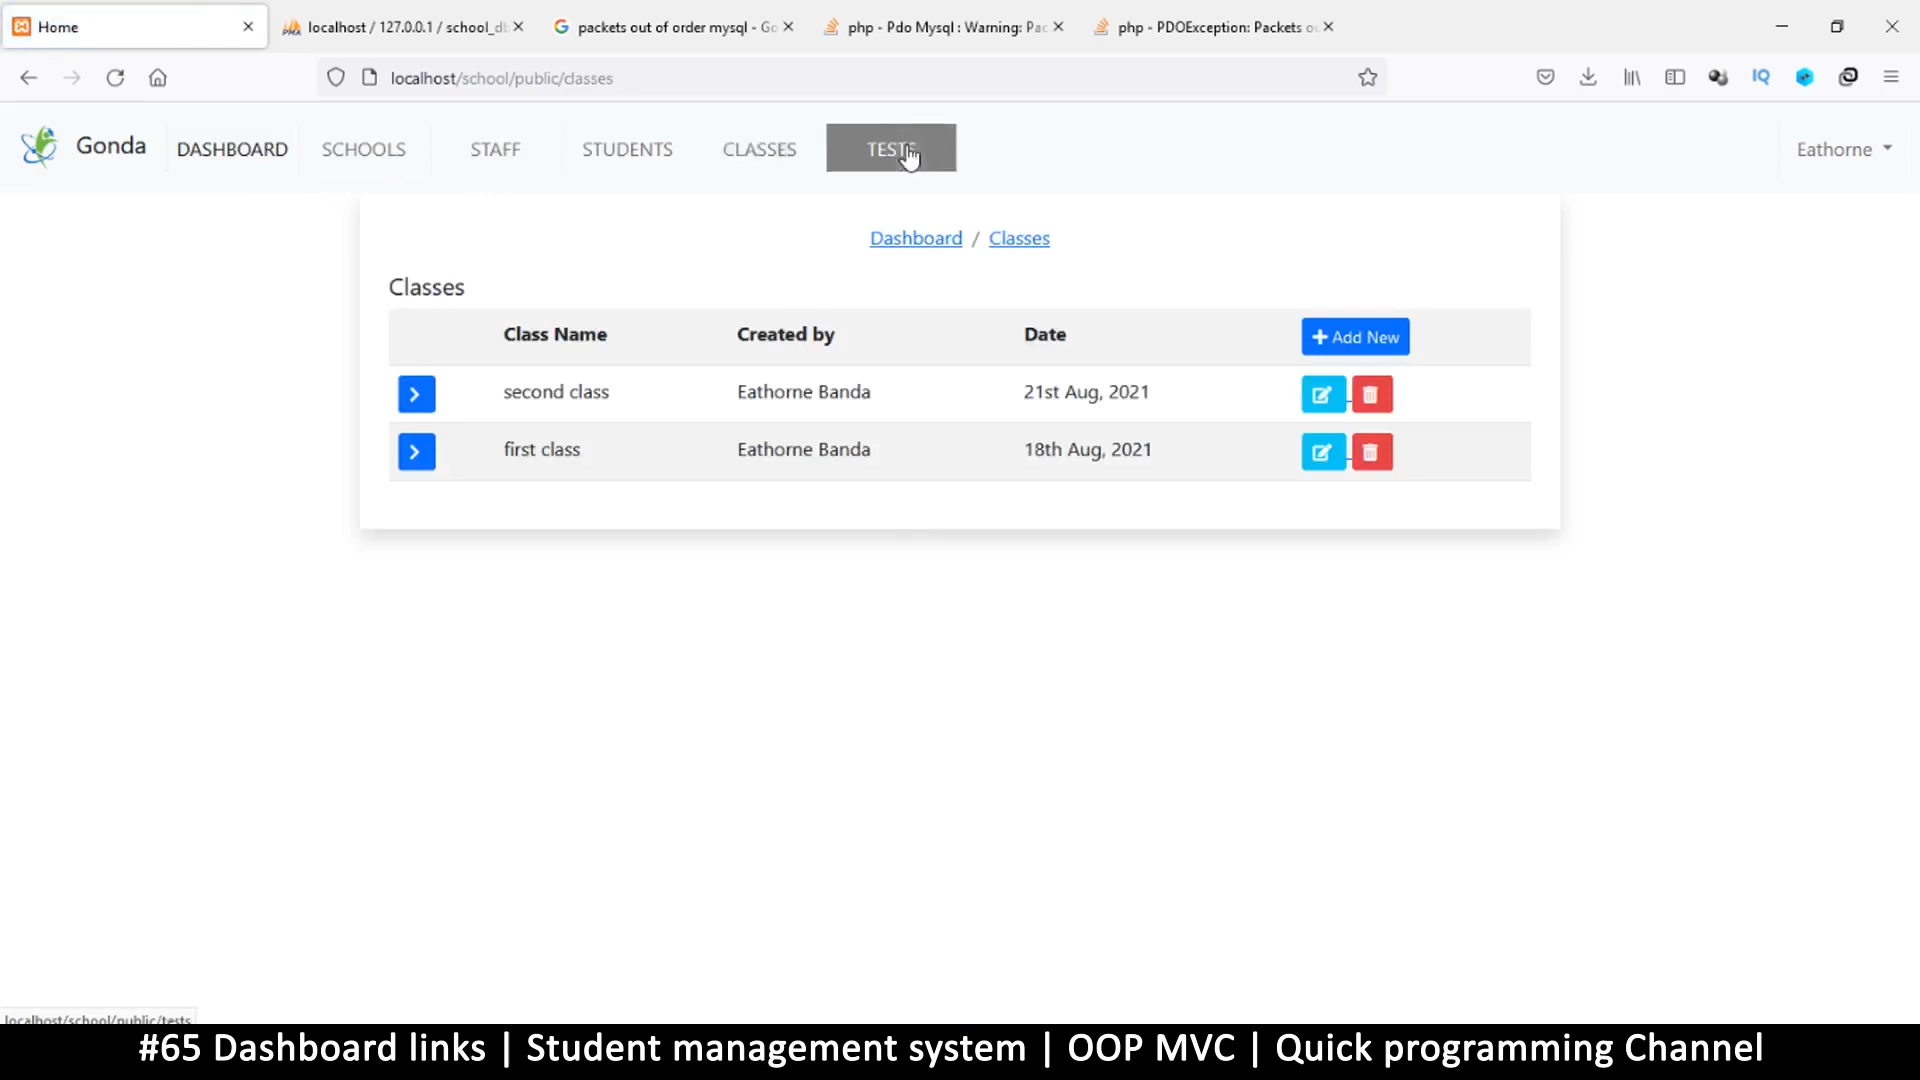 Home
localhost / 127.0.0.1 / school_db
packets out of order mysql - Go
php - Pdo Mysql : Warning: Pac
php - PDOException: Packets o
localhost/school/public/classes
IQ
Gonda
DASHBOARD
SCHOOLS
STAFF
STUDENTS
CLASSES
TESTS
Eathorne
Dashboard / Classes
Classes
Class Name Created by Date Add New
second class Eathorne Banda 21st Aug, 2021
first class Eathorne Banda 18th Aug, 2021
localhost/school/public/tests
#65 Dashboard links | Student management system | OOP MVC | Quick programming Channel